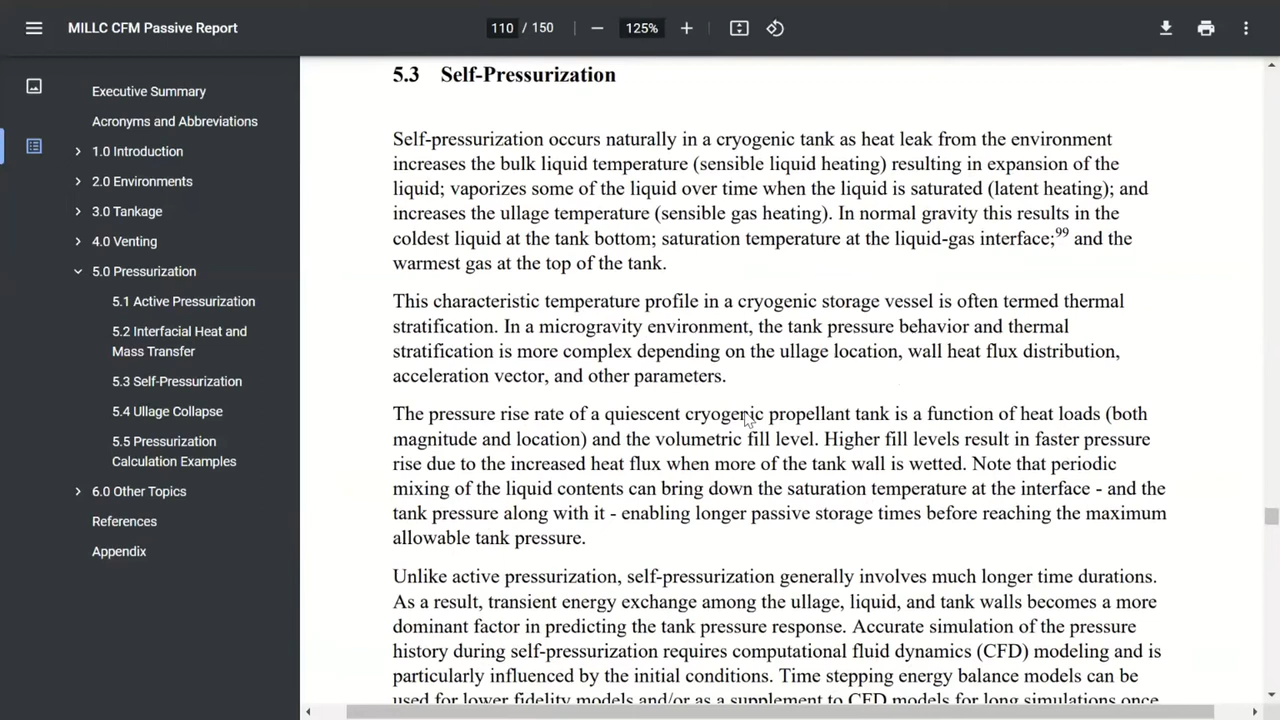 MILLC CFM Passive Report
110 / 150
125%
Executive Summary
Acronyms and Abbreviations
1.0 Introduction
2.0 Environments
3.0 Tankage
4.0 Venting
5.0 Pressurization
5.1 Active Pressurization
5.2 Interfacial Heat and
Mass Transfer
5.3 Self-Pressurization
5.4 Ullage Collapse
5.5 Pressurization
Calculation Examples
6.0 Other Topics
References
Appendix
5.3 Self-Pressurization
Self-pressurization occurs naturally in a cryogenic tank as heat leak from the environment
increases the bulk liquid temperature (sensible liquid heating) resulting in expansion of the
liquid; vaporizes some of the liquid over time when the liquid is saturated (latent heating); and
increases the ullage temperature (sensible gas heating). In normal gravity this results in the
coldest liquid at the tank bottom; saturation temperature at the liquid-gas interface;99 and the
warmest gas at the top of the tank.
This characteristic temperature profile in a cryogenic storage vessel is often termed thermal
stratification. In a microgravity environment, the tank pressure behavior and thermal
stratification is more complex depending on the ullage location, wall heat flux distribution,
acceleration vector, and other parameters.
The pressure rise rate of a quiescent cryogenic propellant tank is a function of heat loads (both
magnitude and location) and the volumetric fill level. Higher fill levels result in faster pressure
rise due to the increased heat flux when more of the tank wall is wetted. Note that periodic
mixing of the liquid contents can bring down the saturation temperature at the interface - and the
tank pressure along with it - enabling longer passive storage times before reaching the maximum
allowable tank pressure.
Unlike active pressurization, self-pressurization generally involves much longer time durations.
As a result, transient energy exchange among the ullage, liquid, and tank walls becomes a more
dominant factor in predicting the tank pressure response. Accurate simulation of the pressure
history during self-pressurization requires computational fluid dynamics (CFD) modeling and is
particularly influenced by the initial conditions. Time stepping energy balance models can be
used for lower fidelity models and/or as a supplement to CFD models for long simulations once